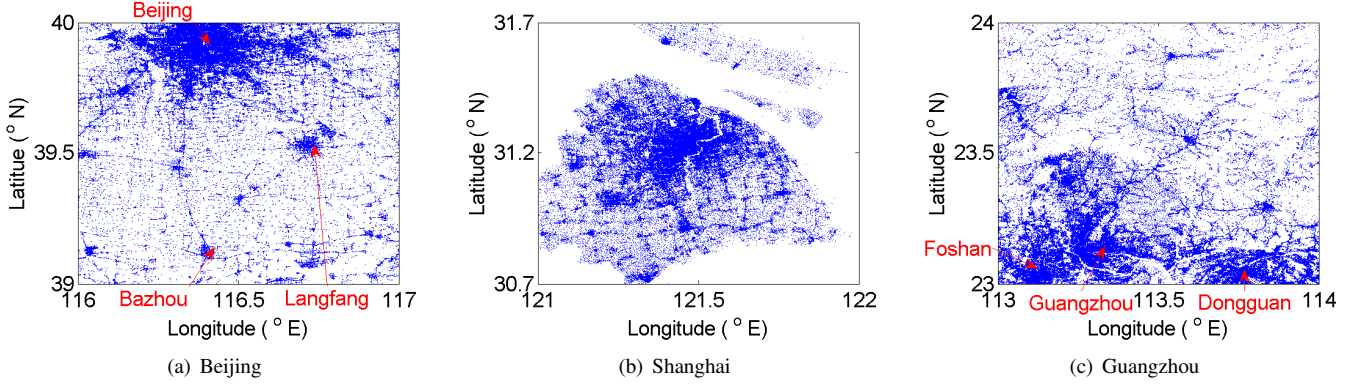 Beijing
40
39.5
39
Latitue (° N)
116
116.5
117
Bazhou
Langfang
Longitude (° E)
(a) Beijing
31.7
31.2
30.7
Latitude (° N)
121
121.5
122
Longitude (° E)
(b) Shanghai
24
23.5
23
Latitude (° N)
Foshan
113
113.5
114
Guangzhou
Dongguan
Longitude (° E)
(c) Guangzhou